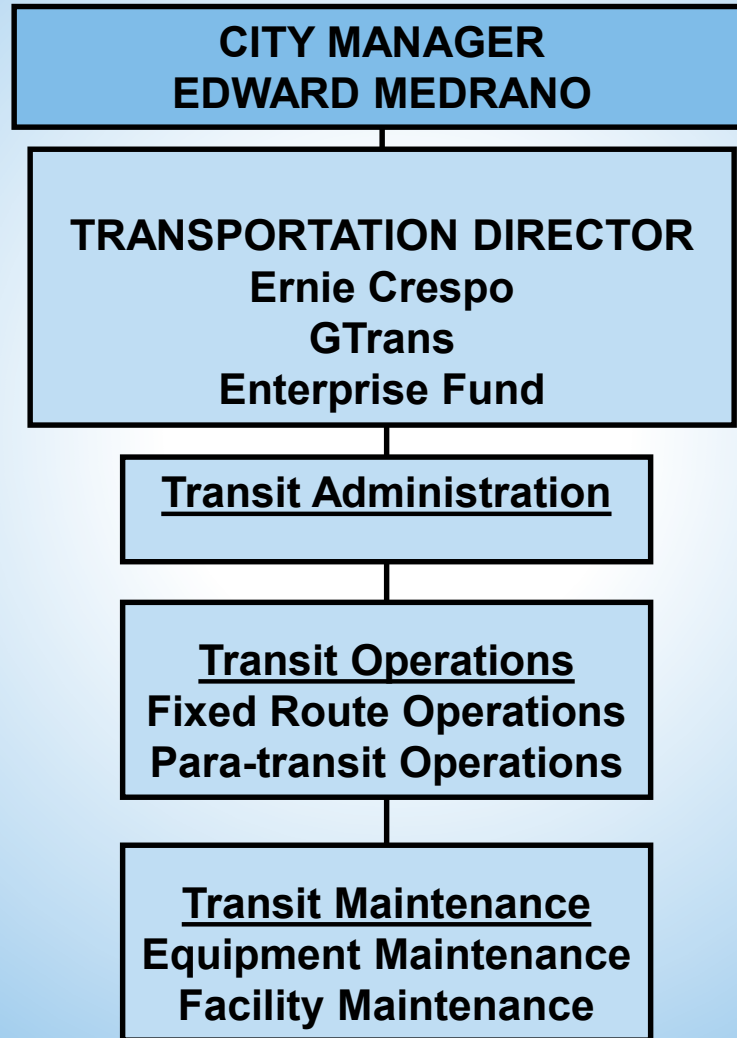 CITY MANAGER
EDWARD MEDRANO
TRANSPORTATION DIRECTOR
Ernie Crespo
GTrans
Enterprise Fund
Transit Administration
Transit Operations
Fixed Route Operations
Para-transit Operations
Transit Maintenance
Equipment Maintenance
Facility Maintenance